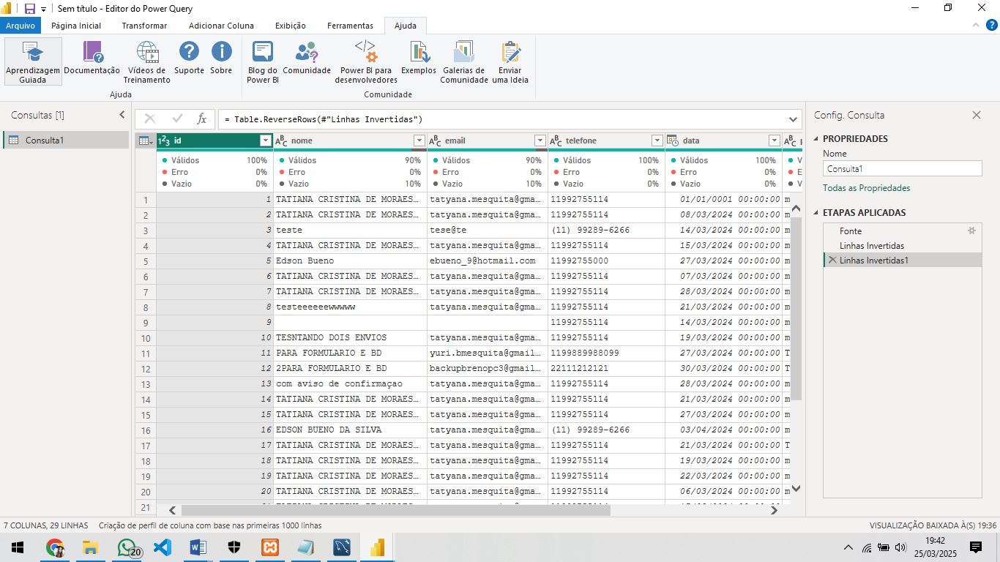 Sem título - Editor do Power Query
Arquivo Página Inicial Transformar Adicionar Coluna Exibição Ferramentas Ajuda
Aprendizagem Guiada
Documentação
Vídeos de Treinamento
Suporte
Sobre
Blog do Power BI
Comunidade
Power BI para desenvolvedores
Exemplos
Galerias de Comunidade
Enviar uma Ideia
Ajuda
Comunidade
Consultas [1]
Consulta1
fx
= Table.ReverseRows(#"Linhas Invertidas")
123 id ABC nome ABC email ABC telefone data ABC
Válidos 100% Válidos 90% Válidos 90% Válidos 100% Válidos 100% V
Erro 0% Erro 0% Erro 0% Erro 0% Erro 0% E
Vazio 0% Vazio 10% Vazio 10% Vazio 0% Vazio 0% V
1 1 TATIANA CRISTINA DE MORAES... tatyana.mesquita@gma... 11992755114 01/01/0001 00:00:00 m
2 2 TATIANA CRISTINA DE MORAES... tatyana.mesquita@gma... 11992755114 08/03/2024 00:00:00 m
3 3 teste tese@te (11) 99289-6266 14/03/2024 00:00:00 m
4 4 TATIANA CRISTINA DE MORAES... tatyana.mesquita@gma... 11992755114 15/03/2024 00:00:00 m
5 5 Edson Bueno ebueno_9@hotmail.com 11992755000 27/03/2024 00:00:00 m
6 6 TATIANA CRISTINA DE MORAES... tatyana.mesquita@gma... 11992755114 07/03/2024 00:00:00 m
7 7 TATIANA CRISTINA DE MORAES... tatyana.mesquita@gma... 11992755114 28/03/2024 00:00:00 m
8 8 testeeeeeewwwww tatyana.mesquita@gma... 11992755114 21/03/2024 00:00:00 m
9 9 11992755114 14/03/2024 00:00:00 m
10 10 TESNTANDO DOIS ENVIOS tatyana.mesquita@gma... 11992755114 19/03/2024 00:00:00 m
11 11 PARA FORMULARIO E BD yuri.bmesquita@gmail... 1199889988099 27/03/2024 00:00:00 T
12 12 2PARA FORMULARIO E BD backupbrenopc3@gmail... 22111212121 30/03/2024 00:00:00 T
13 13 com aviso de confirmaçao tatyana.mesquita@gma... 11992755114 28/03/2024 00:00:00 m
14 14 TATIANA CRISTINA DE MORAES... tatyana.mesquita@gma... 11992755114 21/03/2024 00:00:00 m
15 15 TATIANA CRISTINA DE MORAES... tatyana.mesquita@gma... 11992755114 27/03/2024 00:00:00 m
16 16 EDSON BUENO DA SILVA tatyana.mesquita@gma... (11) 99289-6266 03/04/2024 00:00:00 m
17 17 TATIANA CRISTINA DE MORAES... tatyana.mesquita@gma... 11992755114 21/03/2024 00:00:00 T
18 18 TATIANA CRISTINA DE MORAES... tatyana.mesquita@gma... 11992755114 19/03/2024 00:00:00 m
19 19 TATIANA CRISTINA DE MORAES... tatyana.mesquita@gma... 11992755114 22/03/2024 00:00:00 m
20 20 TATIANA CRISTINA DE MORAES... tatyana.mesquita@gma... 11992755114 06/03/2024 00:00:00 m
21
Config. Consulta
PROPRIEDADES
Nome
Consulta1
Todas as Propriedades
ETAPAS APLICADAS
Fonte
Linhas Invertidas
Linhas Invertidas1
7 COLUNAS, 29 LINHAS Criação de perfil de coluna com base nas primeiras 1000 linhas VISUALIZAÇÃO BAIXADA À(S) 19:36
20
19:42
25/03/2025